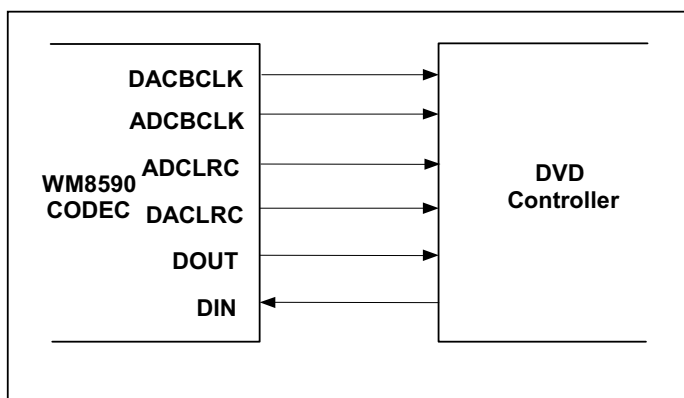 DACBCLK
ADCBCLK
ADCLRC
WM8590
CODEC
DACLRC
DOUT
DIN
DVD
Controller